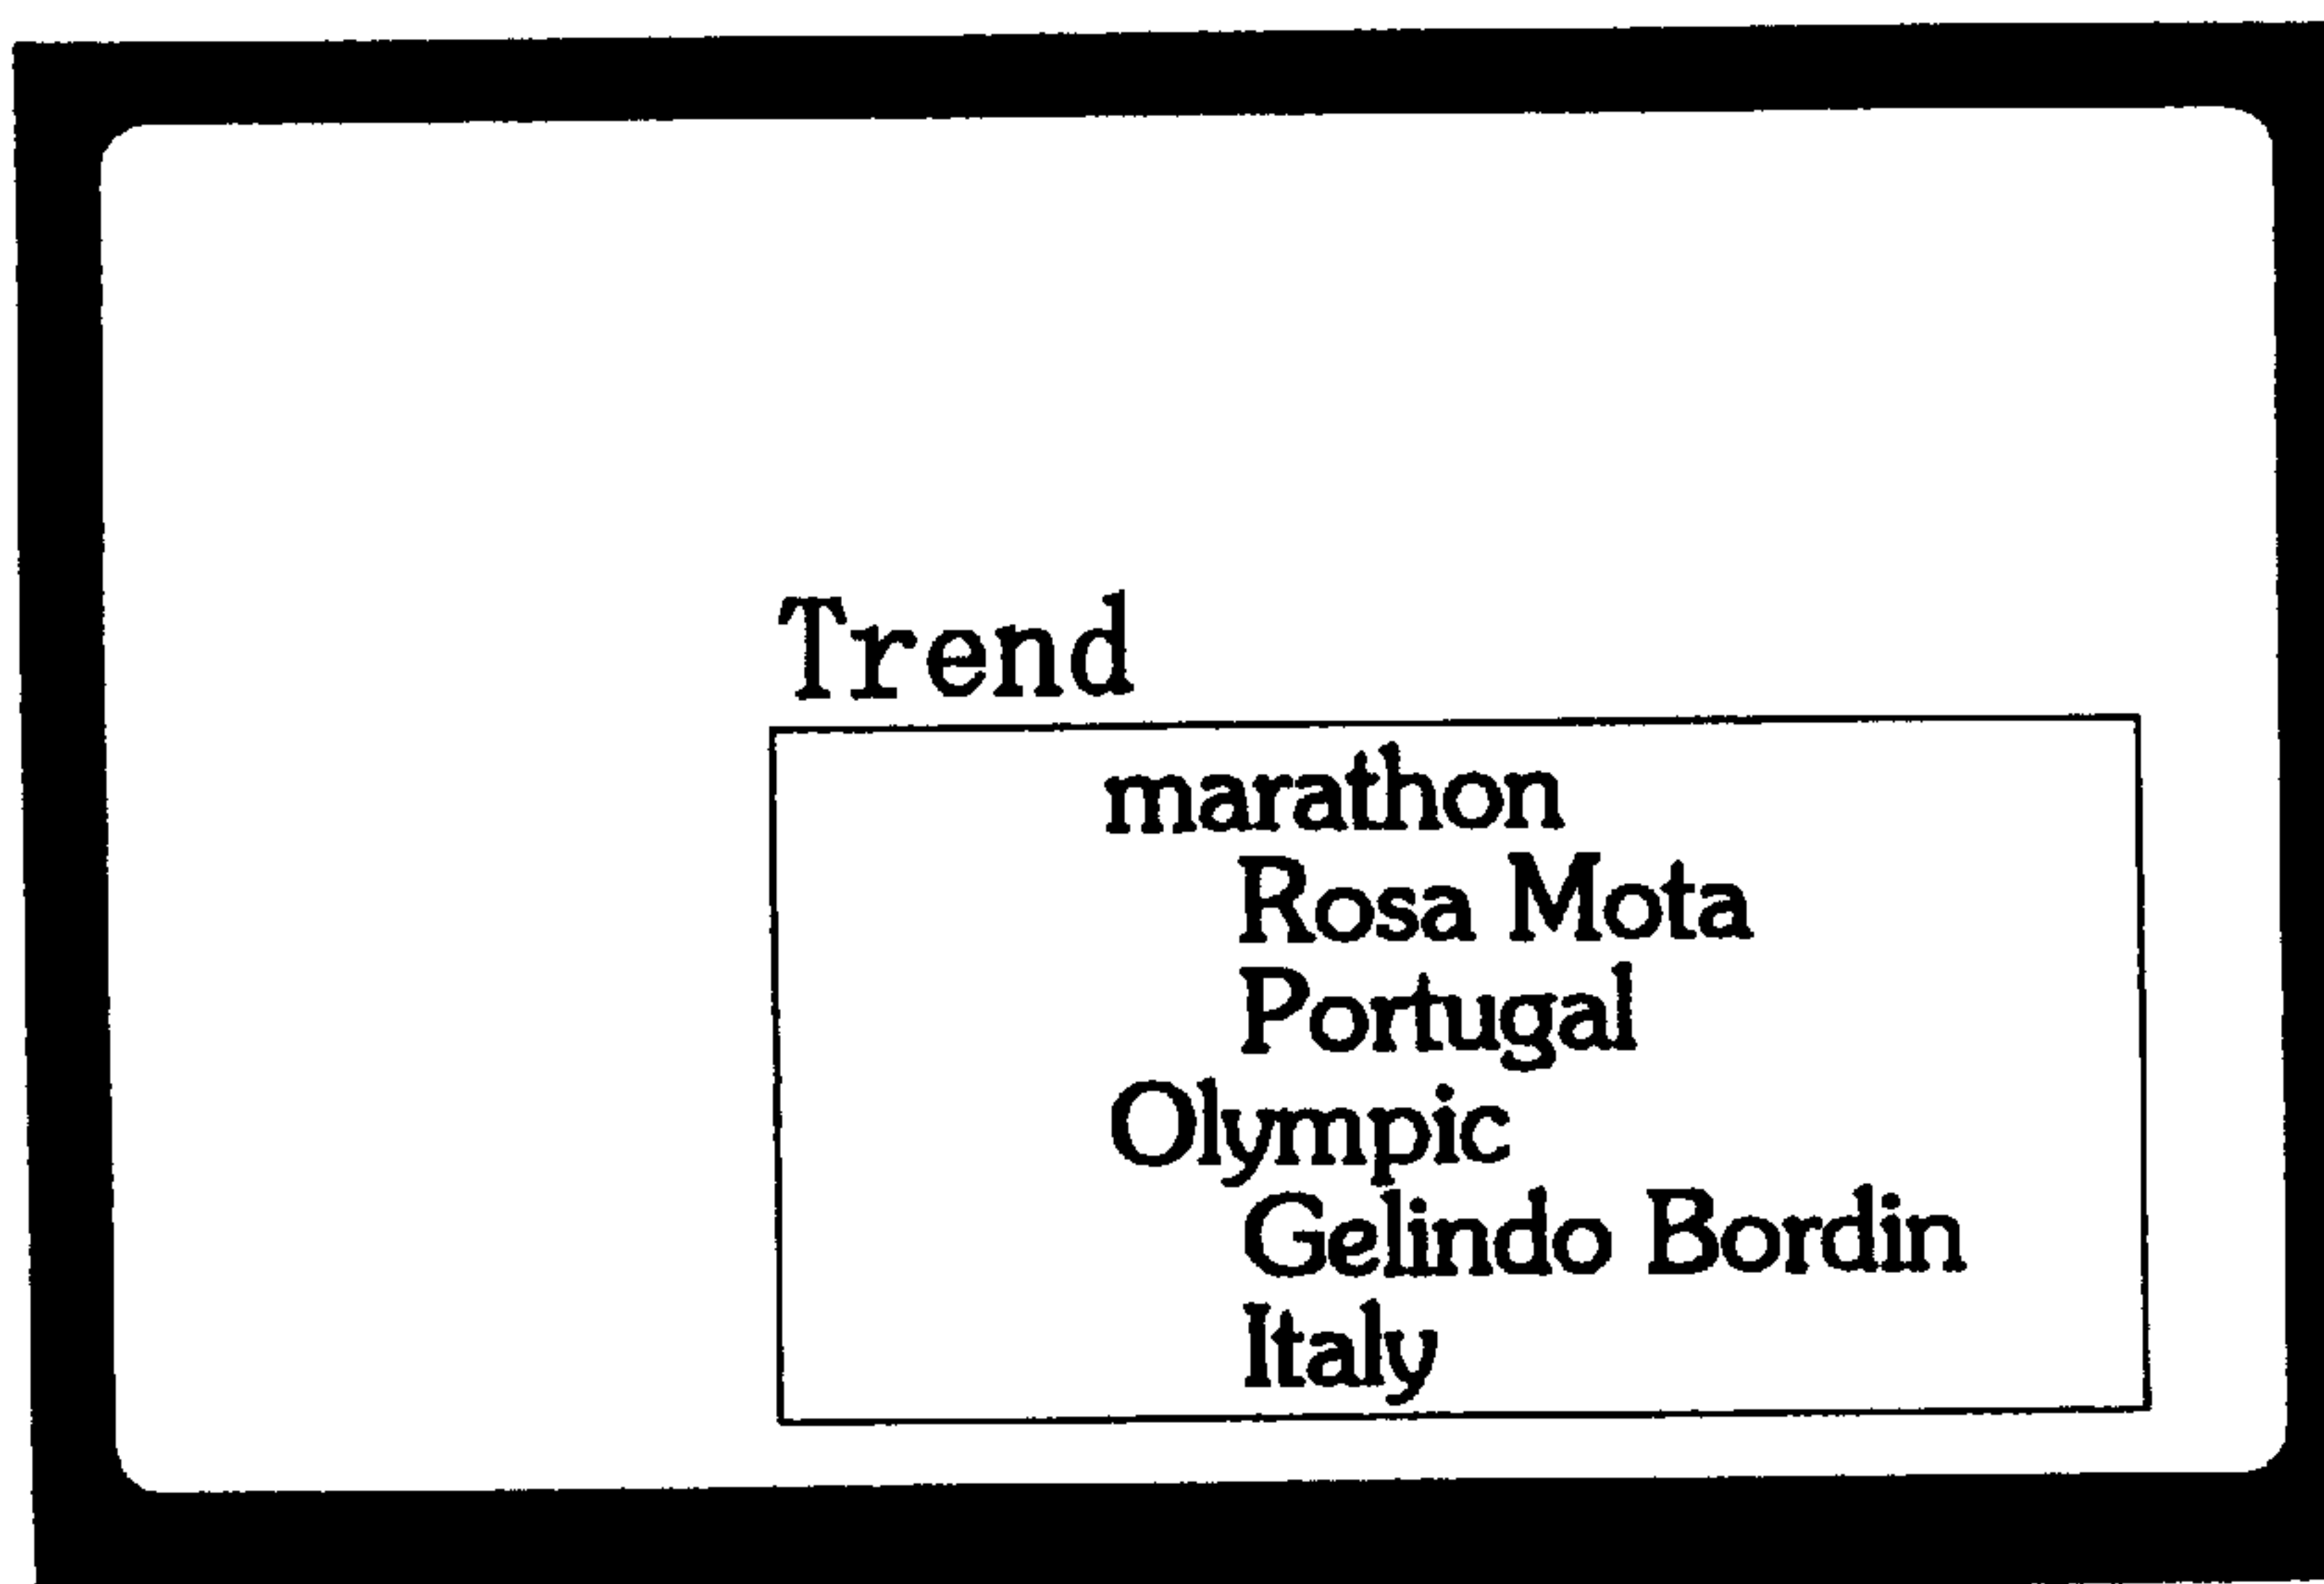 Trend
marathon
Rosa Mota
Portugal
Olympic
Gelindo Bordin
Italy